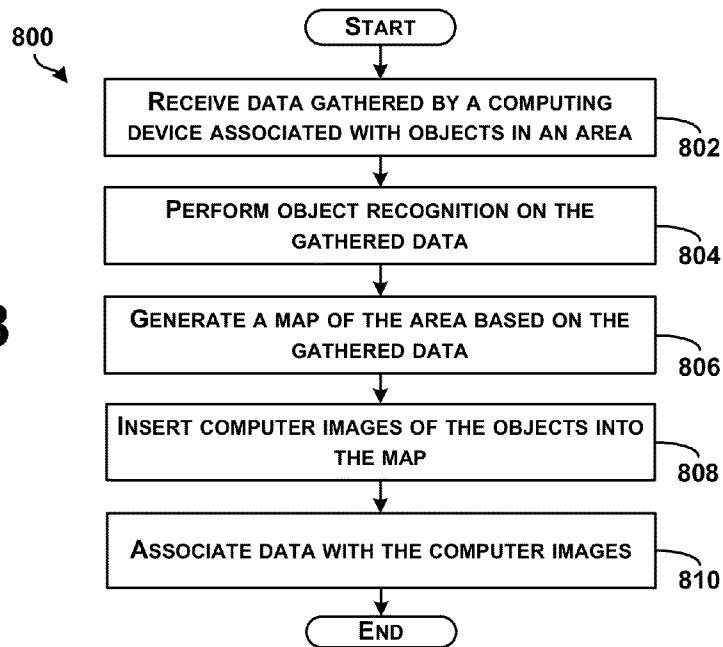 800
START
RECEIVE DATA GATHERED BY A COMPUTING
DEVICE ASSOCIATED WITH OBJECTS IN AN AREA
802
PERFORM OBJECT RECOGNITION ON THE
GATHERED DATA
804
GENERATE A MAP OF THE AREA BASED ON THE
GATHERED DATA
806
INSERT COMPUTER IMAGES OF THE OBJECTS INTO
THE MAP
808
ASSOCIATE DATA WITH THE COMPUTER IMAGES
810
END